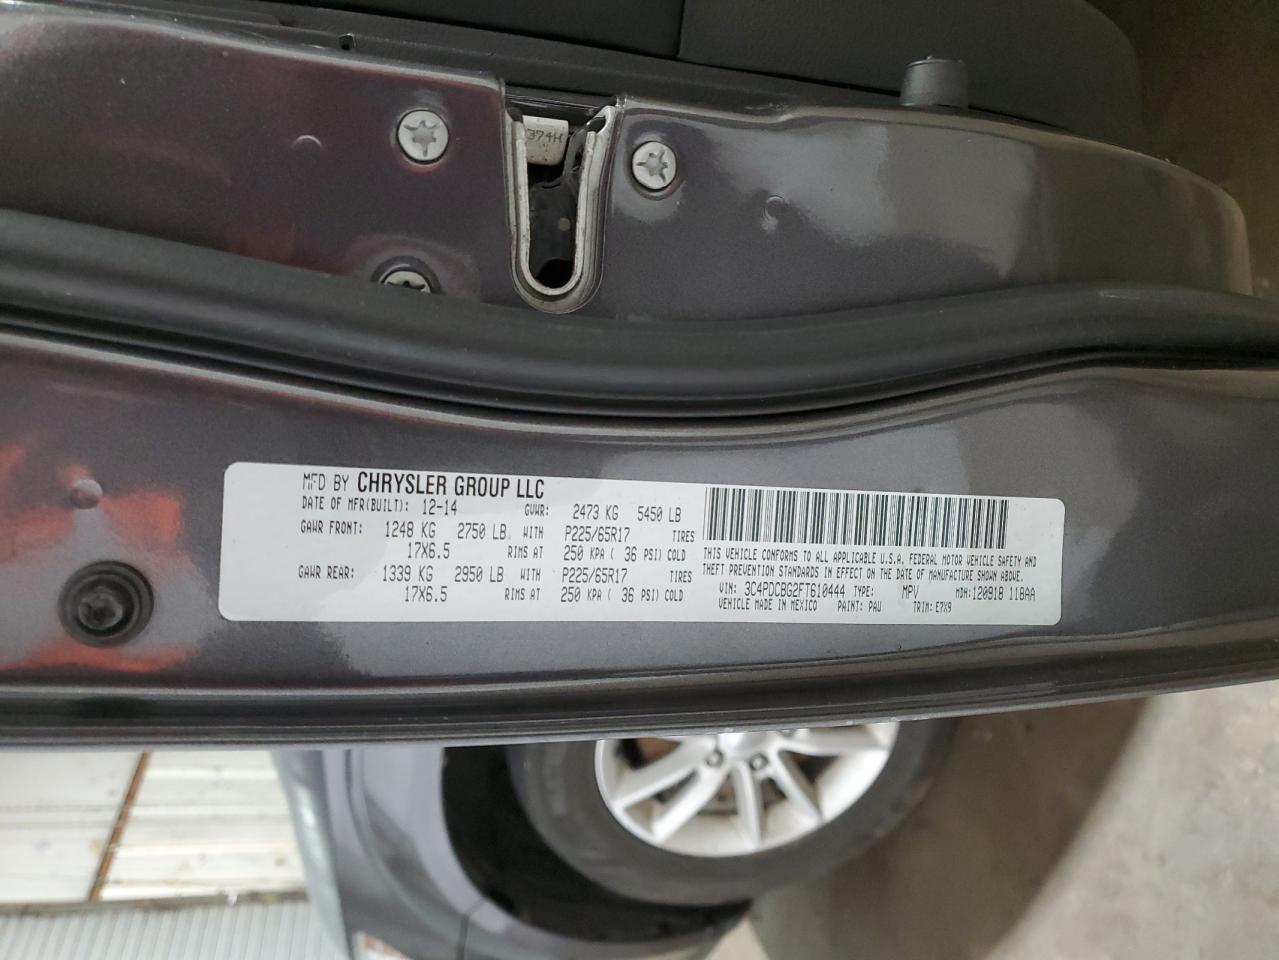 374H
MFD BY CHRYSLER GROUP LLC
DATE OF MFR(BUILT): 12-14 GVWR: 2473 KG 5450 LB
GAWR FRONT: 1248 KG 2750 LB WITH P225/65R17 TIRES
17X6.5 RIMS AT 250 KPA ( 36 PSI) COLD
GAWR REAR: 1339 KG 2950 LB WITH P225/65R17 TIRES
17X6.5 RIMS AT 250 KPA ( 36 PSI) COLD
THIS VEHICLE CONFORMS TO ALL APPLICABLE U.S.A. FEDERAL MOTOR VEHICLE SAFETY AND
THEFT PREVENTION STANDARDS IN EFFECT ON THE DATE OF MANUFACTURE SHOWN ABOVE.
VIN: 3C4PDCBG2FT610444 TYPE: MPV MDH: 120918 118AA
VEHICLE MADE IN MEXICO PAINT: PAU TRIM: E7X9